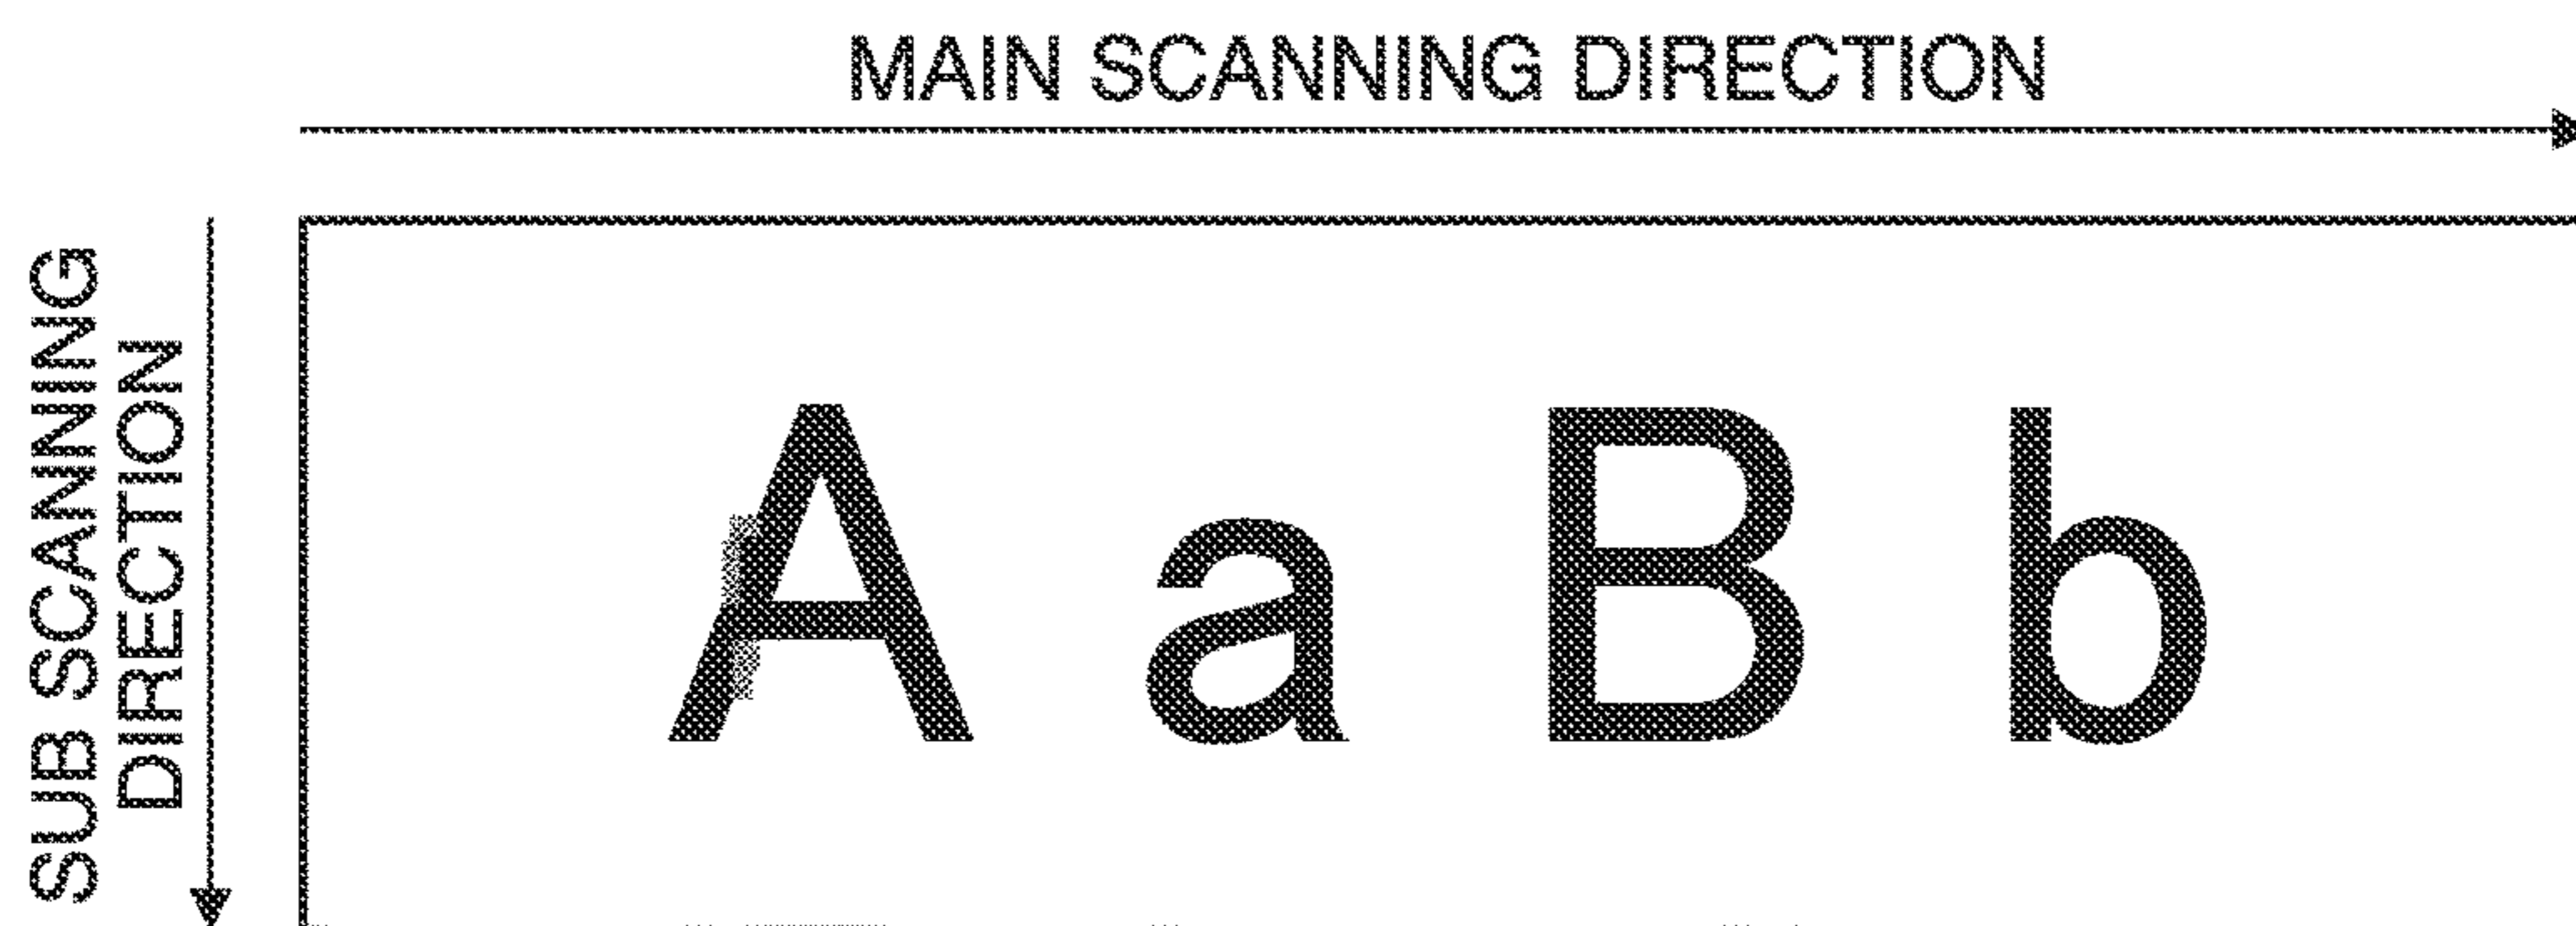 MAIN SCANNING DIRECTION
SUB SCANNING
DIRECTION
A a B b